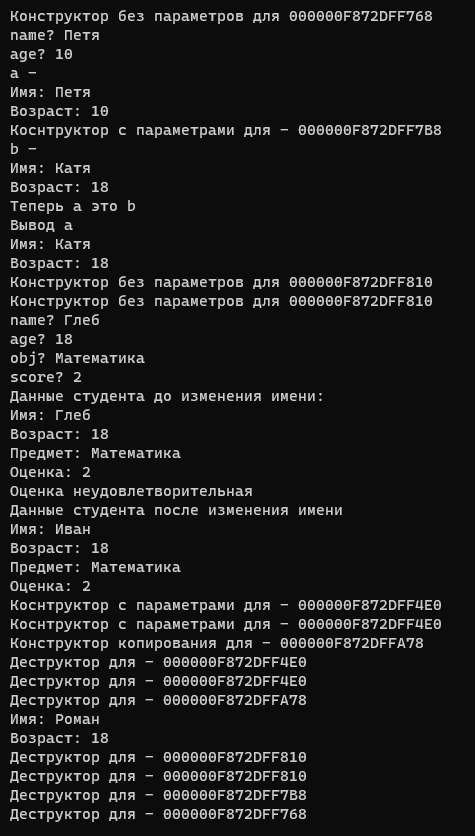 Конструктор без параметров для 000000F872DFF768
name? Петя
age? 10
a -
Имя: Петя
Возраст: 10
Коснтруктор с параметрами для - 000000F872DFF7B8
b -
Имя: Катя
Возраст: 18
Теперь a это b
Вывод a
Имя: Катя
Возраст: 18
Конструктор без параметров для 000000F872DFF810
Конструктор без параметров для 000000F872DFF810
name? Глеб
age? 18
obj? Математика
score? 2
Данные студента до изменения имени:
Имя: Глеб
Возраст: 18
Предмет: Математика
Оценка: 2
Оценка неудовлетворительная
Данные студента после изменения имени
Имя: Иван
Возраст: 18
Предмет: Математика
Оценка: 2
Коснтруктор с параметрами для - 000000F872DFF4E0
Коснтруктор с параметрами для - 000000F872DFF4E0
Конструктор копирования для - 000000F872DFFA78
Деструктор для - 000000F872DFF4E0
Деструктор для - 000000F872DFF4E0
Деструктор для - 000000F872DFFA78
Имя: Роман
Возраст: 18
Деструктор для - 000000F872DFF810
Деструктор для - 000000F872DFF810
Деструктор для - 000000F872DFF7B8
Деструктор для - 000000F872DFF768